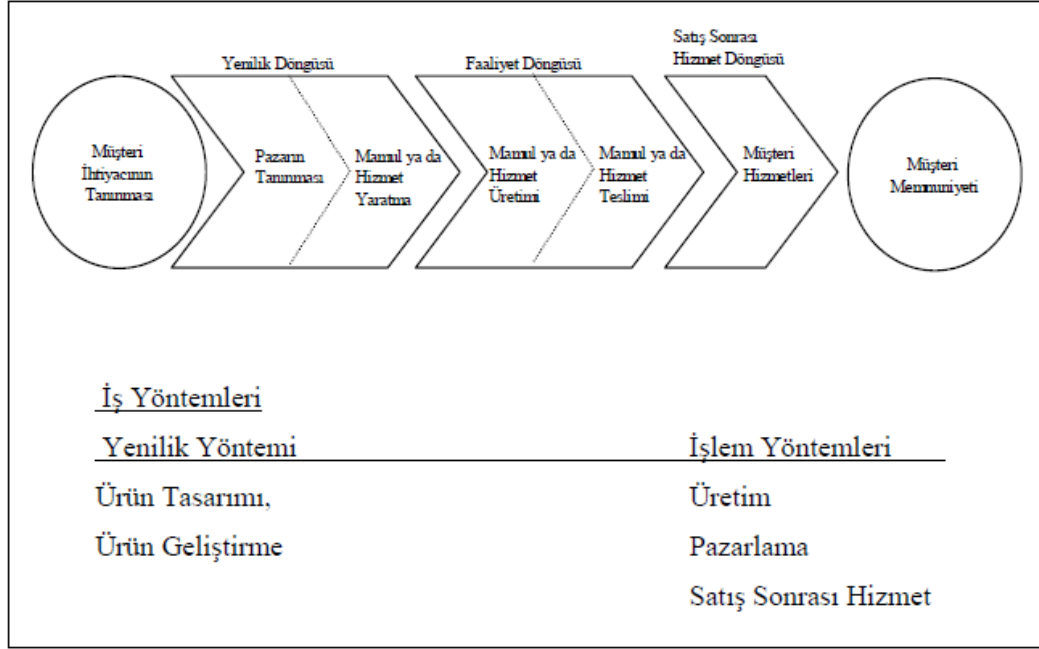 Yenilik Döngüsü
Faaliyet Döngüsü
Satış Sonrası
Hizmet Döngüsü
Müşteri
İhtiyacının
Tanınması
Pazarın
Tanınması
Mamul ya da
Hizmet
Yaratma
Mamul ya da
Hizmet
Üretimi
Mamul ya da
Hizmet
Teslimi
Müşteri
Hizmetleri
Müşteri
Memnuniyeti
İş Yöntemleri
Yenilik Yöntemi
İşlem Yöntemleri
Ürün Tasarımı,
Üretim
Ürün Geliştirme
Pazarlama
Satış Sonrası Hizmet